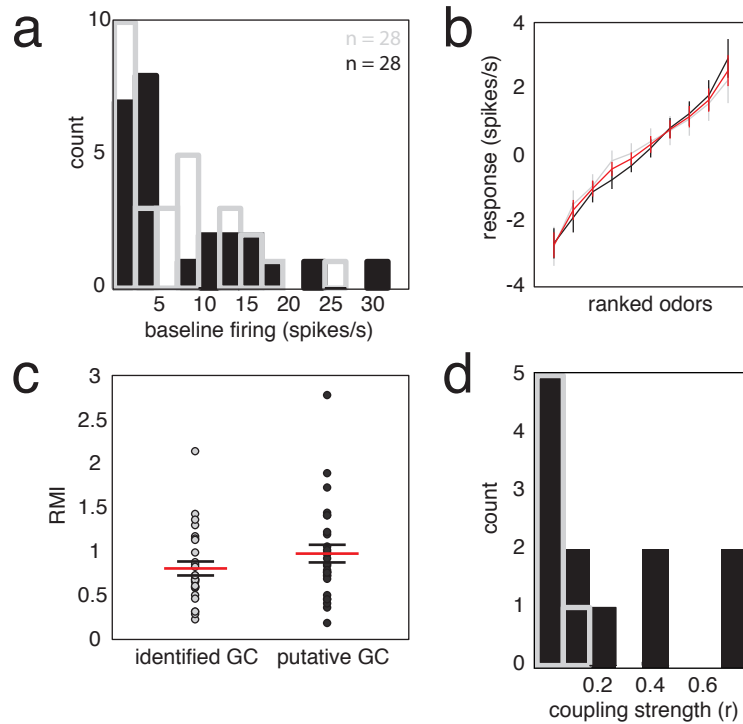 a
n = 28
n = 28
count
10
5
0
5
10
15
20
25
30
baseline firing (spikes/s)
b
response (spikes/s)
4
2
0
-2
-4
ranked odors
c
RMI
3
2.5
2
1.5
1
0.5
0
identified GC
putative GC
d
count
5
4
3
2
1
0
0.2
0.4
0.6
coupling strength (r)